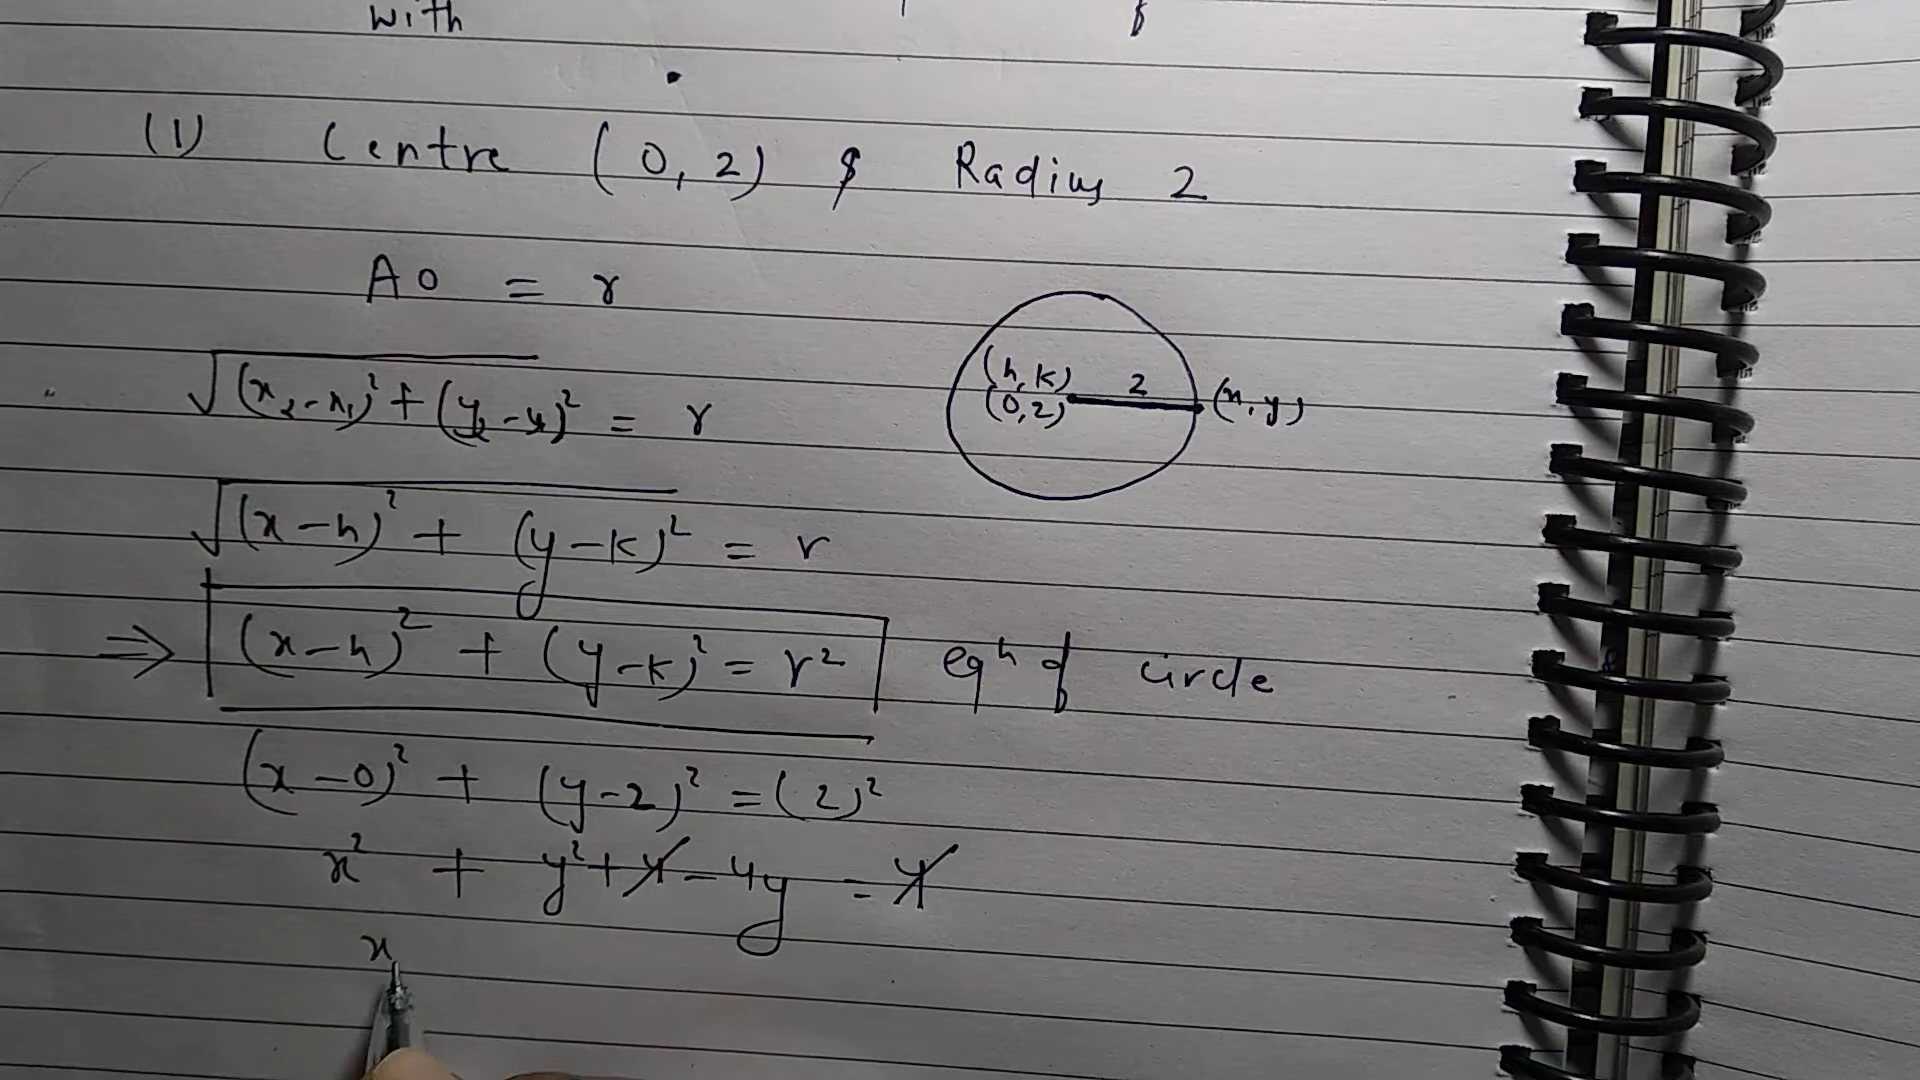 with &
(1) Centre (0, 2) & Radius 2
AO = r
√(x₂-x₁)² + (y₂-y₁)² = r
(h, k)
(0, 2) 2 (x, y)
√(x-h)² + (y-k)² = r
⇒ (x-h)² + (y-k)² = r² eqⁿ of circle
(x-0)² + (y-2)² = (2)²
x² + y² + 4 - 4y = 4
x